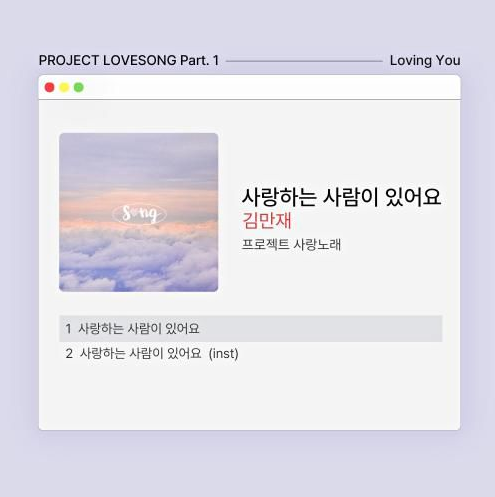 PROJECT LOVESONG Part. 1 Loving You
Song
사랑하는 사람이 있어요
김만재
프로젝트 사랑노래
1 사랑하는 사람이 있어요
2 사랑하는 사람이 있어요 (inst)